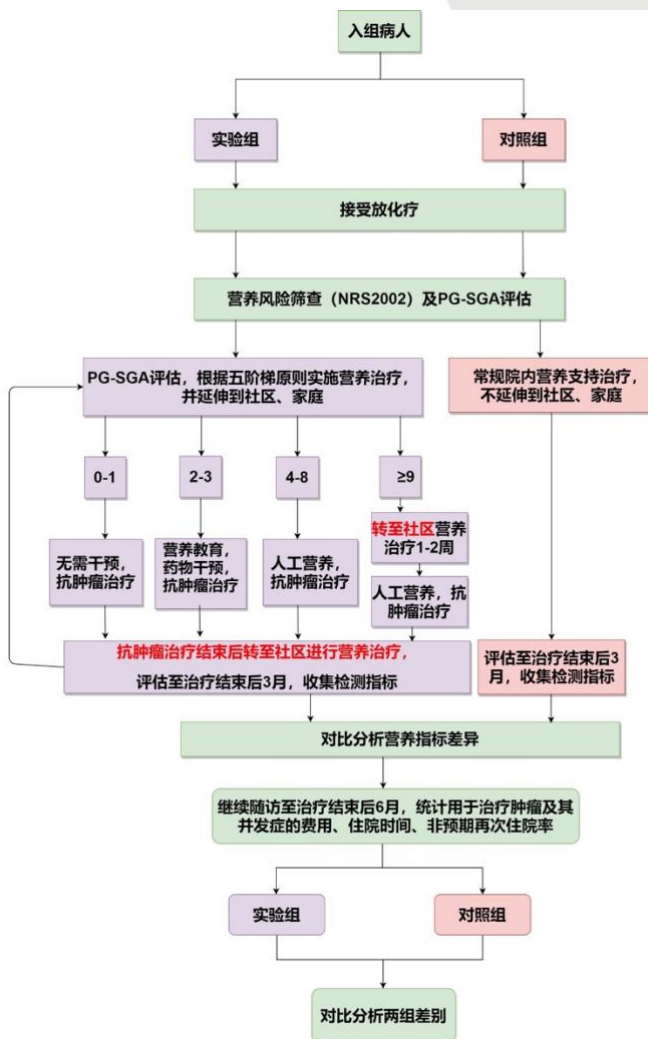 入组病人
实验组
对照组
接受放化疗
营养风险筛查（NRS2002）及PG-SGA评估
PG-SGA评估，根据五阶梯原则实施营养治疗，
并延伸到社区、家庭
常规院内营养支持治疗，
不延伸到社区、家庭
0-1
2-3
4-8
≥9
无需干预，
抗肿瘤治疗
营养教育，
药物干预，
抗肿瘤治疗
人工营养，
抗肿瘤治疗
转至社区营养
治疗1-2周
人工营养，抗
肿瘤治疗
抗肿瘤治疗结束后转至社区进行营养治疗，
评估至治疗结束后3月，收集检测指标
评估至治疗结束后3
月，收集检测指标
对比分析营养指标差异
继续随访至治疗结束后6月，统计用于治疗肿瘤及其
并发症的费用、住院时间、非预期再次住院率
实验组
对照组
对比分析两组差别